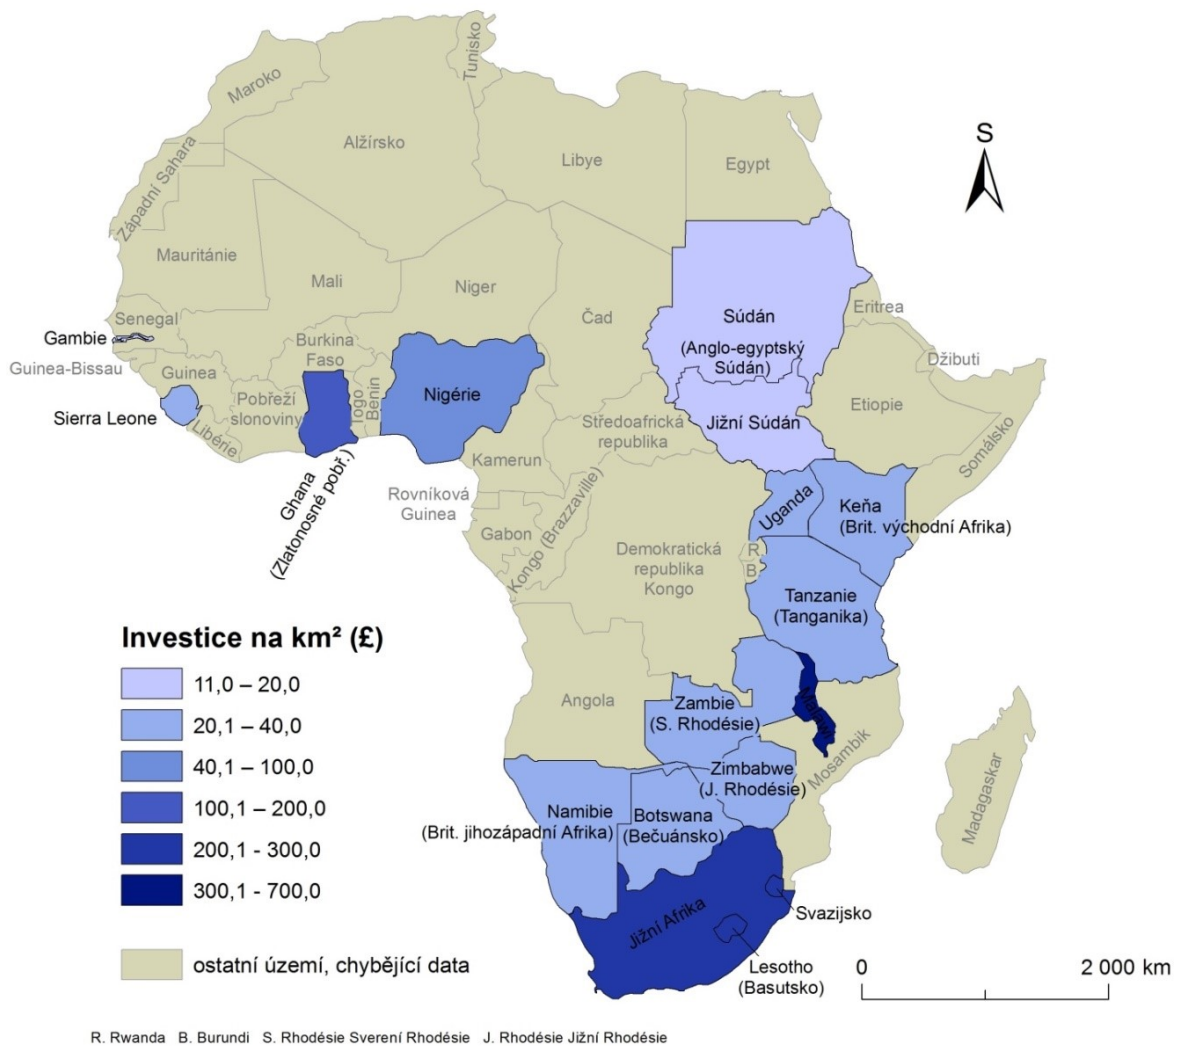 Tunisko
Maroko
Alžírsko
Libye
Egypt
S
Západní Sahara
Mauritánie
Mali
Niger
Čad
Súdán
(Anglo-egyptský
Súdán)
Eritrea
Senegal
Gambie
Guinea-Bissau
Guinea
Burkina
Faso
Džibuti
Sierra Leone
Libérie
Pobřeží
slonoviny
Togo
Benin
Nigérie
Středoafrická
republika
Jižní Súdán
Etiopie
Somálsko
Ghana
(Zlatonosné pobř.)
Kamerun
Rovníková
Guinea
Gabon
Kongo (Brazzaville)
Demokratická
republika
Kongo
Uganda
Keňa
(Brit. východní Afrika)
R.
B.
Tanzanie
(Tanganika)
Angola
Zambie
(S. Rhodésie)
Malawi
Mosambik
Zimbabwe
(J. Rhodésie)
Madagaskar
Namibie
(Brit. jihozápadní Afrika)
Botswana
(Bečuánsko)
Jižní Afrika
Svazijsko
Lesotho
(Basutsko)
Investice na km² (£)
11,0 – 20,0
20,1 – 40,0
40,1 – 100,0
100,1 – 200,0
200,1 - 300,0
300,1 - 700,0
ostatní území, chybějící data
0 2 000 km
R. Rwanda B. Burundi S. Rhodésie Sverení Rhodésie J. Rhodésie Jižní Rhodésie